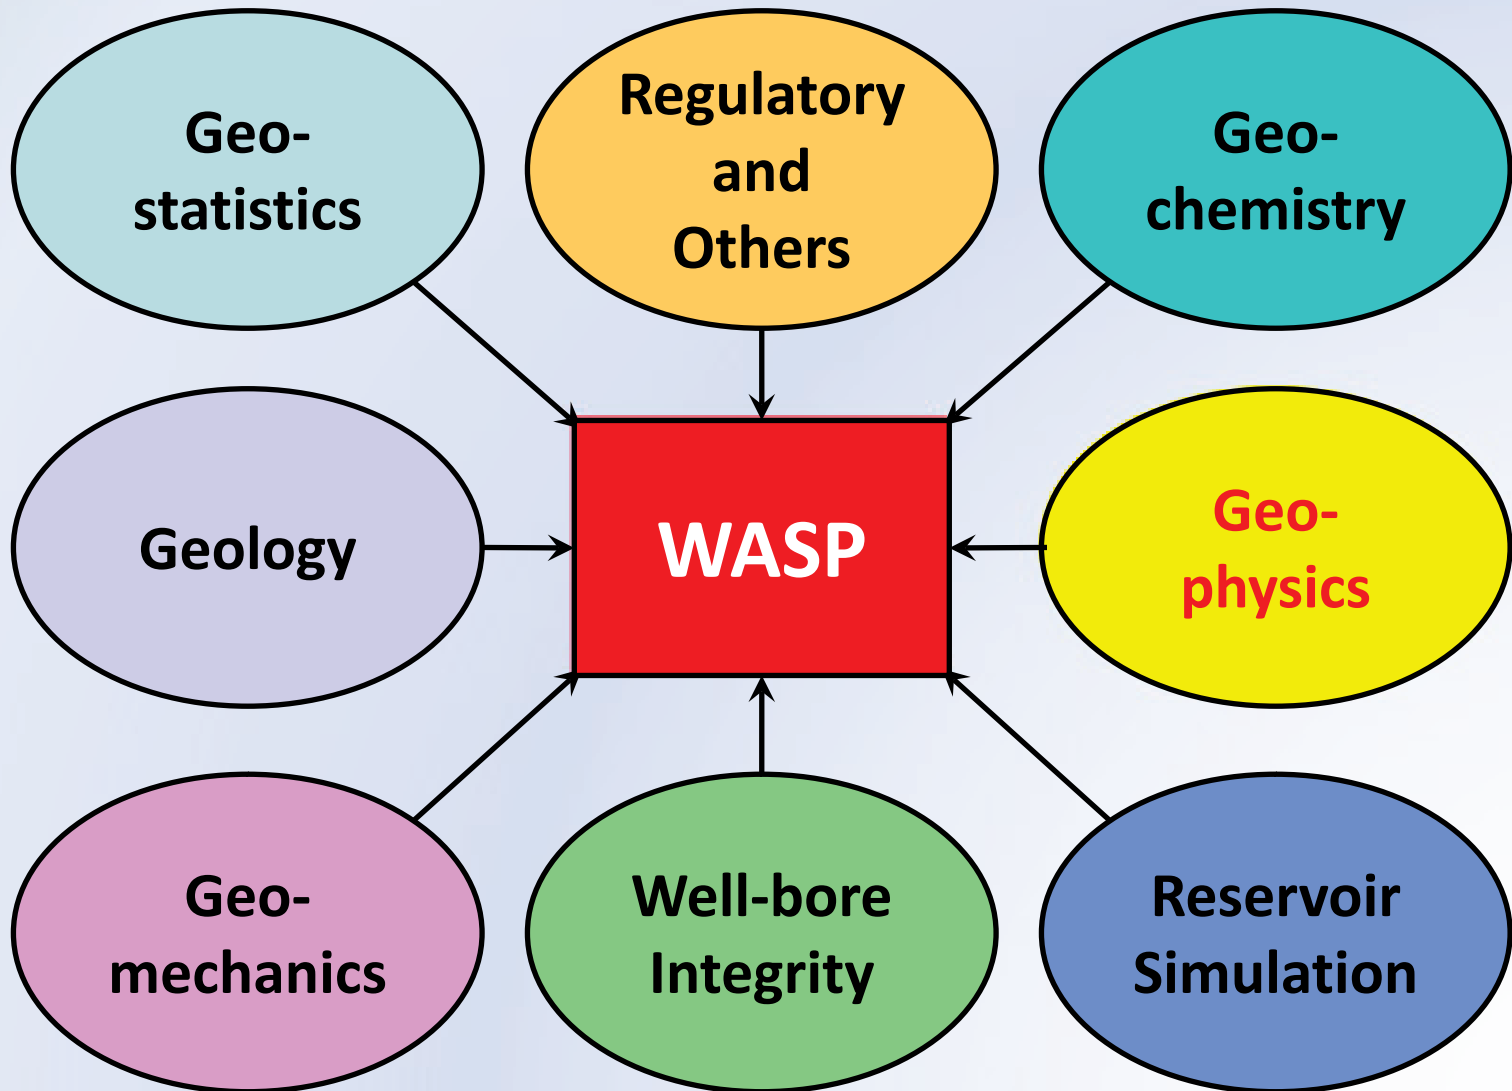 Geo-
statistics
Regulatory
and
Others
Geo-
chemistry
Geology
WASP
Geo-
physics
Geo-
mechanics
Well-bore
Integrity
Reservoir
Simulation